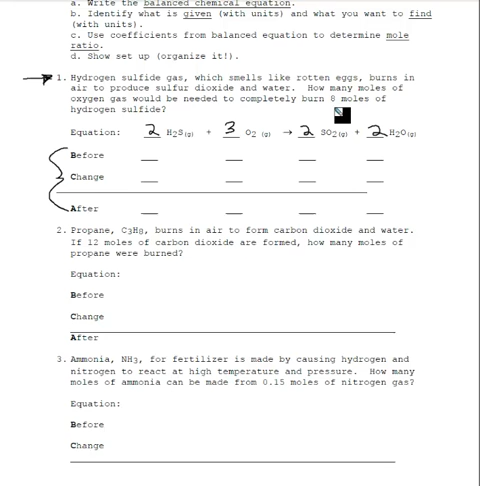 a. Write the balanced chemical equation.
b. Identify what is given (with units) and what you want to find
(with units).
c. Use coefficients from balanced equation to determine mole
ratio.
d. Show set up (organize it!).
1. Hydrogen sulfide gas, which smells like rotten eggs, burns in
air to produce sulfur dioxide and water. How many moles of
oxygen gas would be needed to completely burn 8 moles of
hydrogen sulfide?
Equation: 2 H2S(g) + 3 O2 (g) → 2 SO2(g) + 2 H2O(g)
Before
Change
After
2. Propane, C3H8, burns in air to form carbon dioxide and water.
If 12 moles of carbon dioxide are formed, how many moles of
propane were burned?
Equation:
Before
Change
After
3. Ammonia, NH3, for fertilizer is made by causing hydrogen and
nitrogen to react at high temperature and pressure. How many
moles of ammonia can be made from 0.15 moles of nitrogen gas?
Equation:
Before
Change